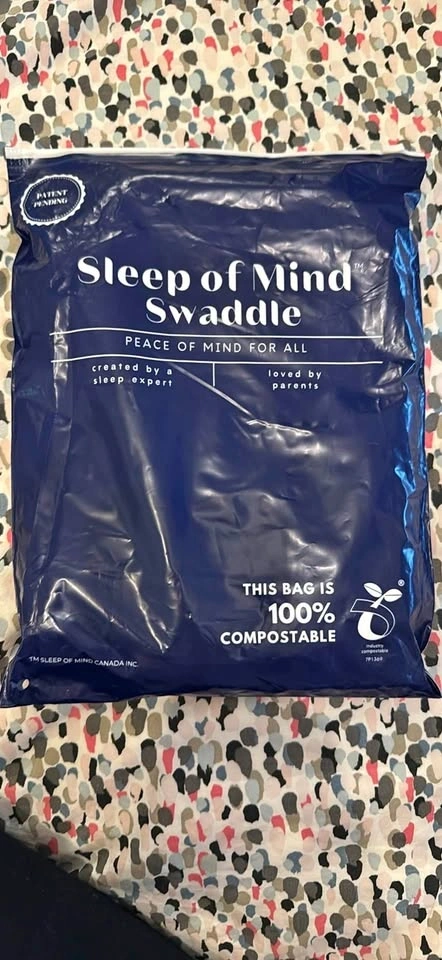 PATENT
PENDING
Sleep of Mind™
Swaddle
PEACE OF MIND FOR ALL
created by a
sleep expert
loved by
parents
THIS BAG IS
100%
COMPOSTABLE
®
industry
compostable
7P1369
™ SLEEP OF MIND CANADA INC.